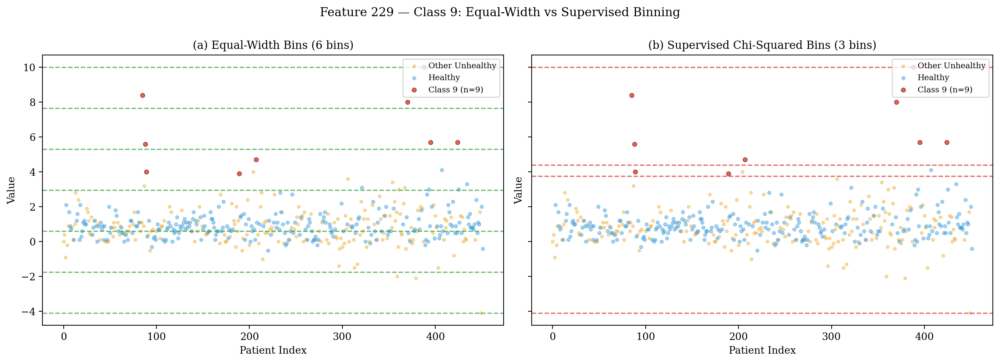 Feature 229 — Class 9: Equal-Width vs Supervised Binning
(a) Equal-Width Bins (6 bins)
Value
10
8
6
4
2
0
−2
−4
Other Unhealthy
Healthy
Class 9 (n=9)
0 100 200 300 400
Patient Index
(b) Supervised Chi-Squared Bins (3 bins)
Value
Other Unhealthy
Healthy
Class 9 (n=9)
0 100 200 300 400
Patient Index